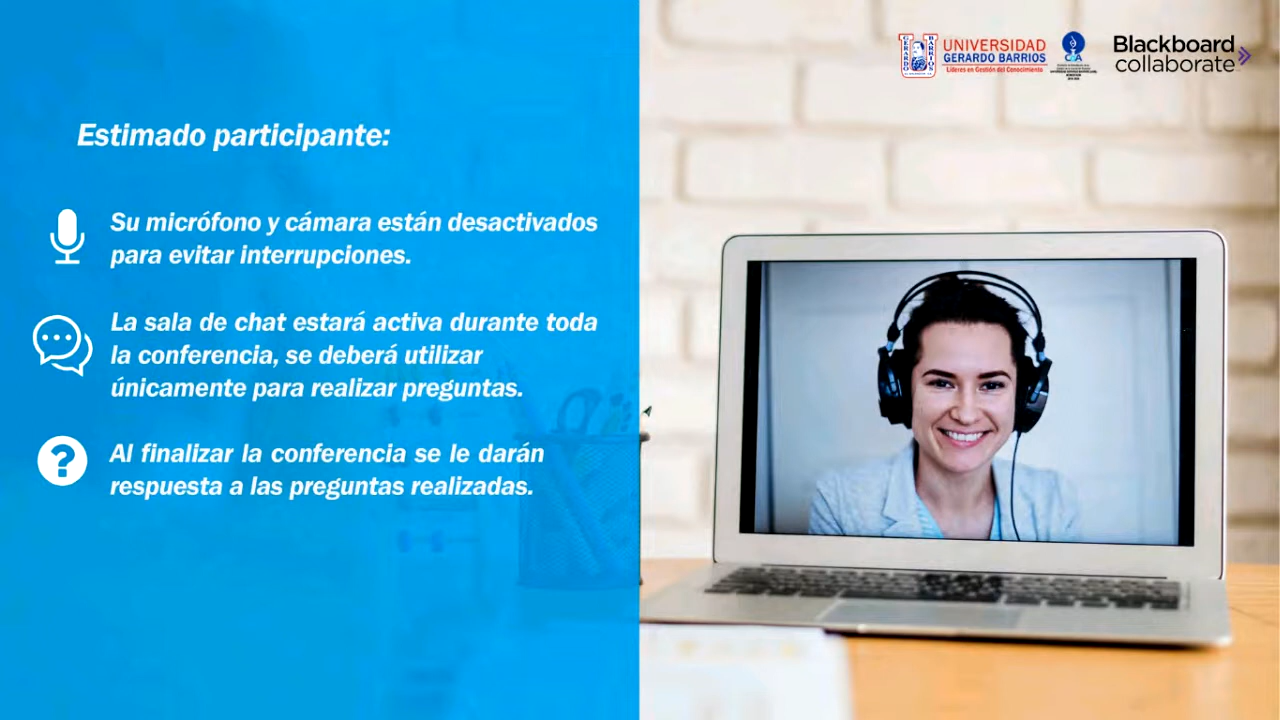 UNIVERSIDAD
GERARDO BARRIOS
Líderes en Gestión del Conocimiento
Blackboard
collaborate
Estimado participante:
Su micrófono y cámara están desactivados
para evitar interrupciones.
La sala de chat estará activa durante toda
la conferencia, se deberá utilizar
únicamente para realizar preguntas.
Al finalizar la conferencia se le darán
respuesta a las preguntas realizadas.